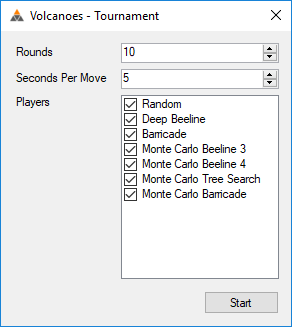 Volcanoes - Tournament
Rounds 10
Seconds Per Move 5
Players
Random
Deep Beeline
Barricade
Monte Carlo Beeline 3
Monte Carlo Beeline 4
Monte Carlo Tree Search
Monte Carlo Barricade
Start